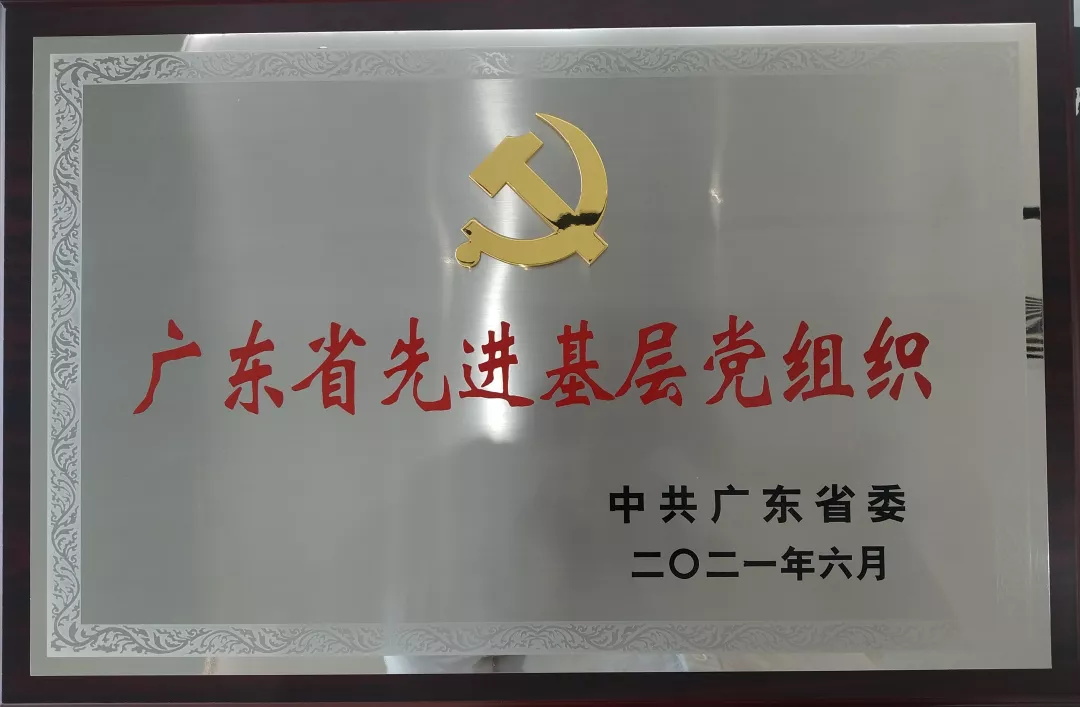 广东省先进基层党组织
中共广东省委
二〇二一年六月